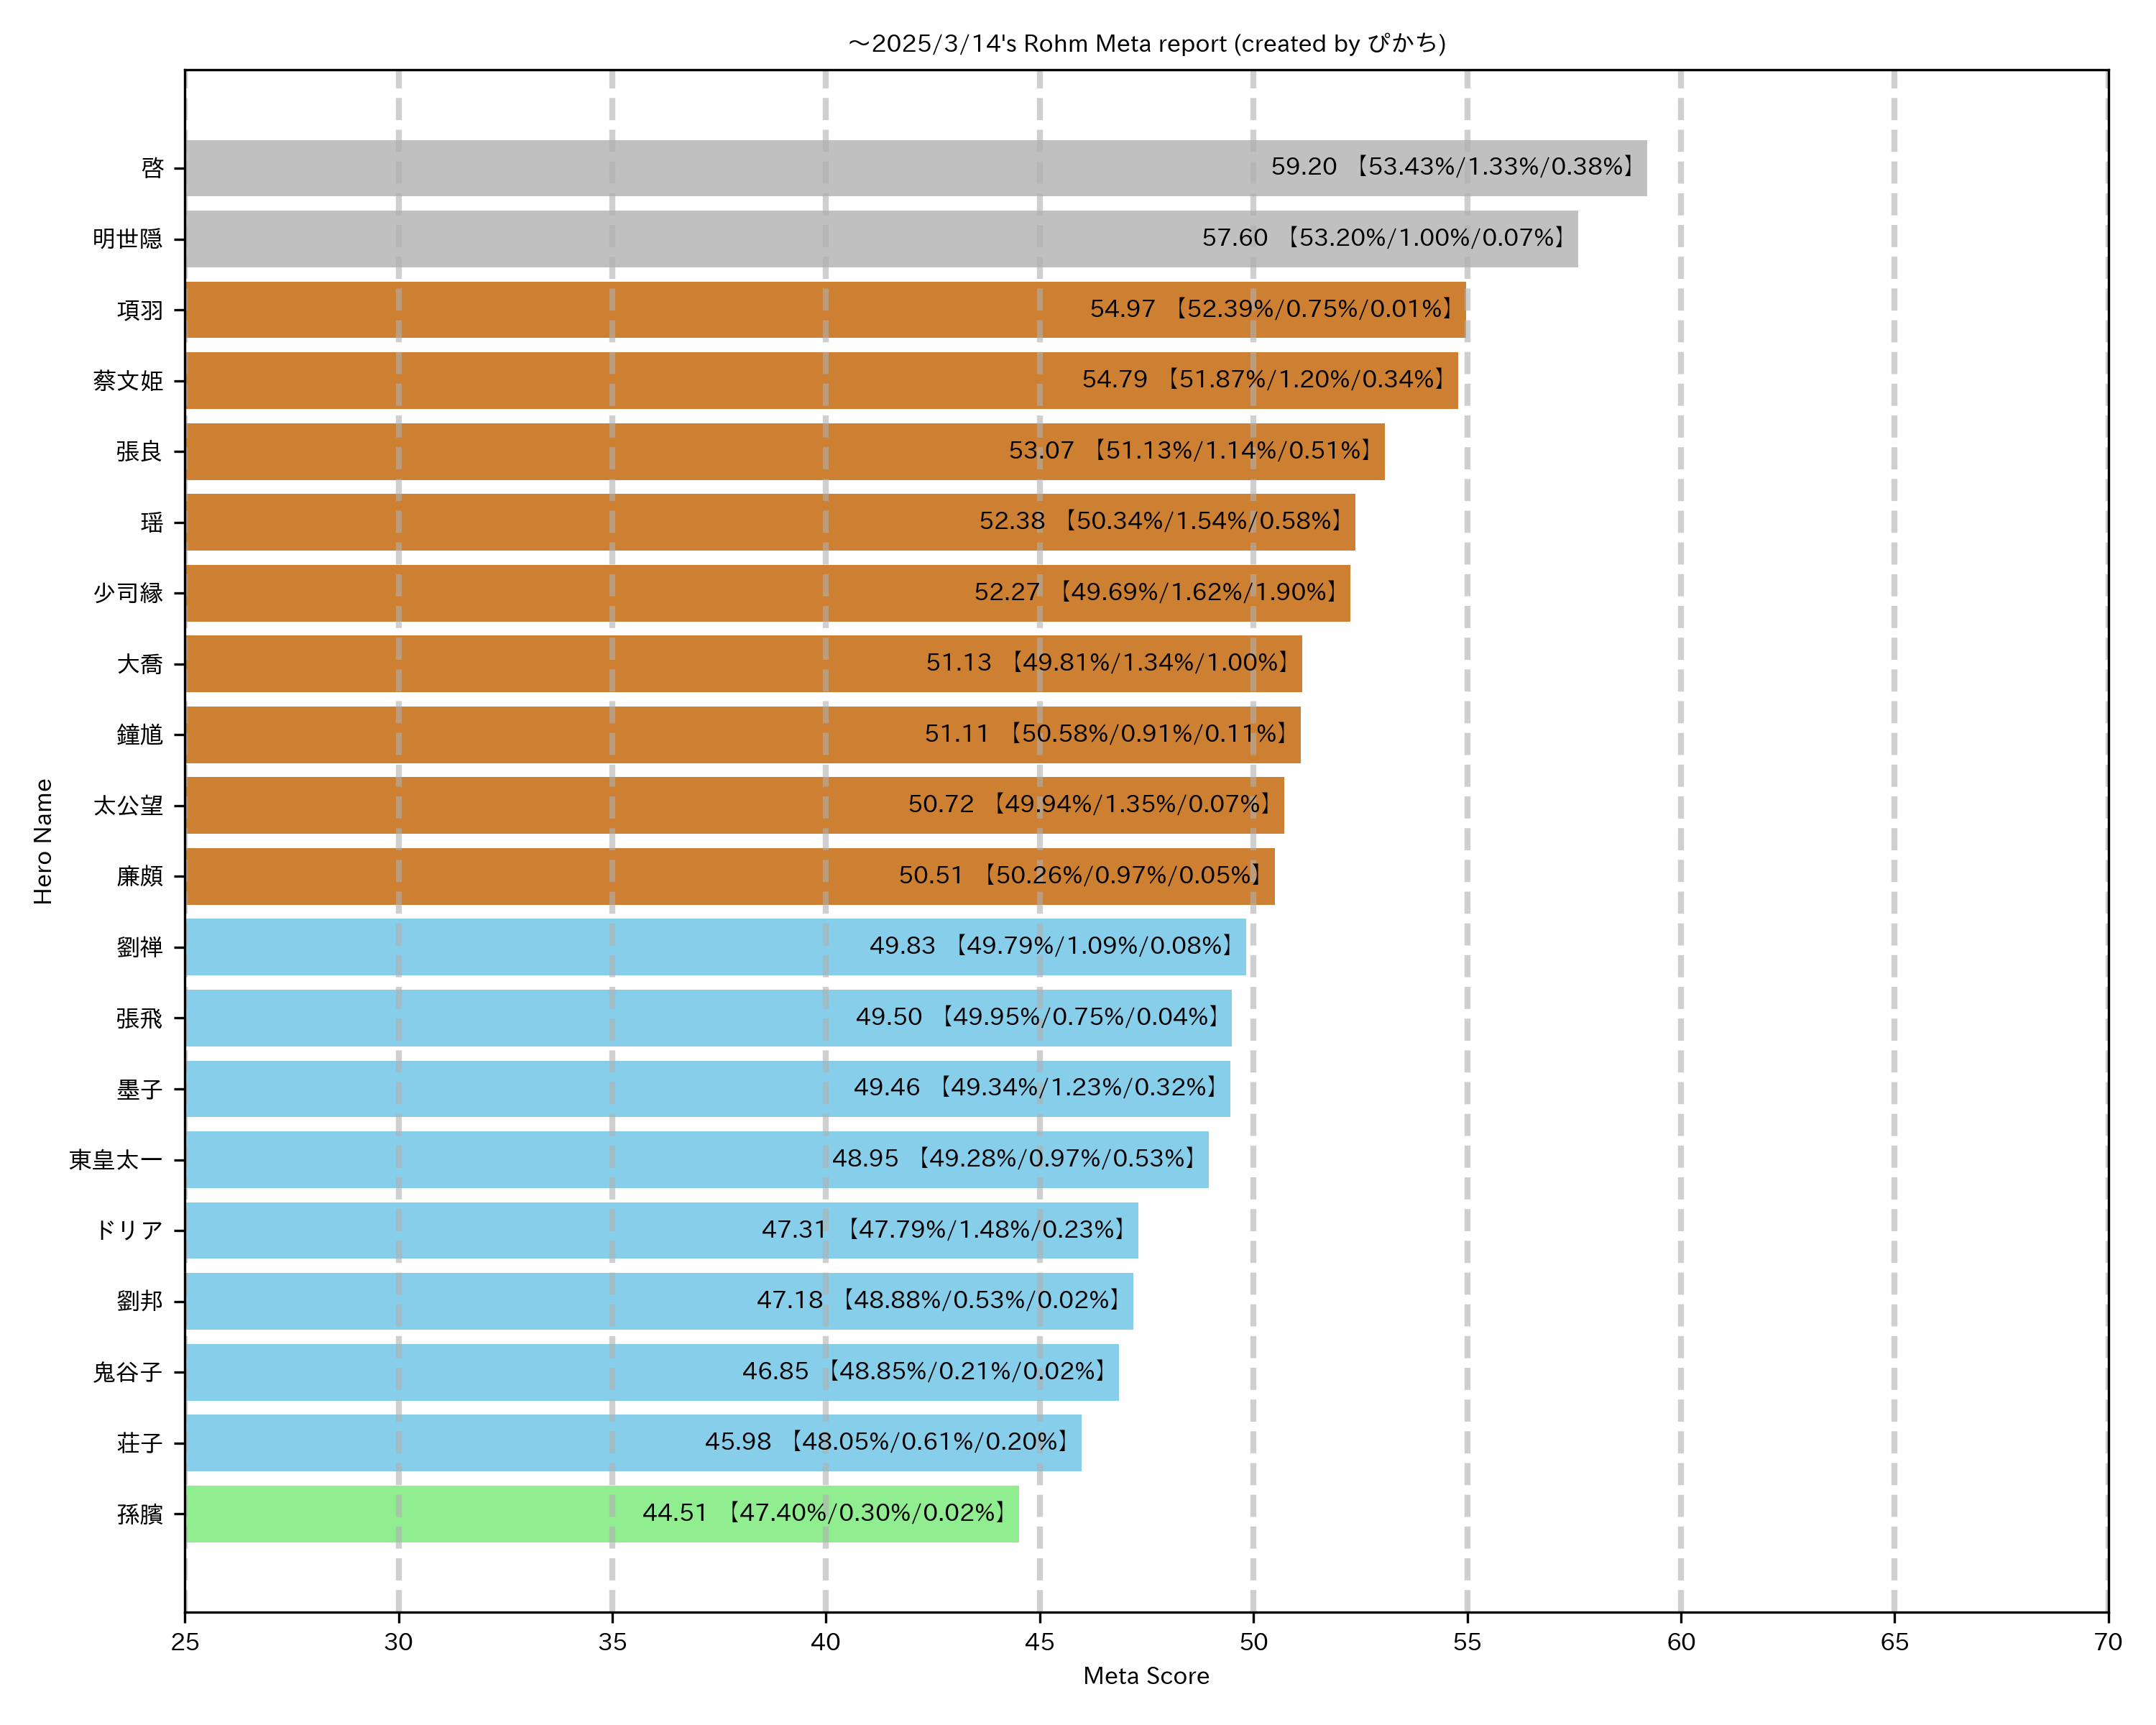 ～2025/3/14's Rohm Meta report (created by ぴかち)
Hero Name
啓 59.20 【53.43%/1.33%/0.38%】
明世隠 57.60 【53.20%/1.00%/0.07%】
項羽 54.97 【52.39%/0.75%/0.01%】
蔡文姫 54.79 【51.87%/1.20%/0.34%】
張良 53.07 【51.13%/1.14%/0.51%】
瑶 52.38 【50.34%/1.54%/0.58%】
少司縁 52.27 【49.69%/1.62%/1.90%】
大喬 51.13 【49.81%/1.34%/1.00%】
鐘馗 51.11 【50.58%/0.91%/0.11%】
太公望 50.72 【49.94%/1.35%/0.07%】
廉頗 50.51 【50.26%/0.97%/0.05%】
劉禅 49.83 【49.79%/1.09%/0.08%】
張飛 49.50 【49.95%/0.75%/0.04%】
墨子 49.46 【49.34%/1.23%/0.32%】
東皇太一 48.95 【49.28%/0.97%/0.53%】
ドリア 47.31 【47.79%/1.48%/0.23%】
劉邦 47.18 【48.88%/0.53%/0.02%】
鬼谷子 46.85 【48.85%/0.21%/0.02%】
荘子 45.98 【48.05%/0.61%/0.20%】
孫臏 44.51 【47.40%/0.30%/0.02%】
25 30 35 40 45 50 55 60 65 70
Meta Score